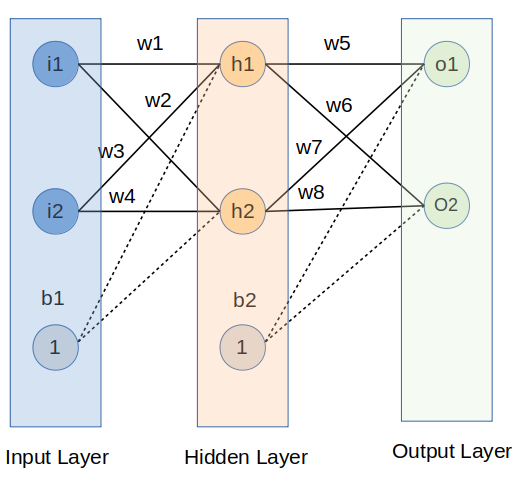 w1
w5
i1
h1
o1
w2
w6
w3
w7
w4
w8
i2
h2
O2
b1
b2
1
1
Input Layer
Hidden Layer
Output Layer